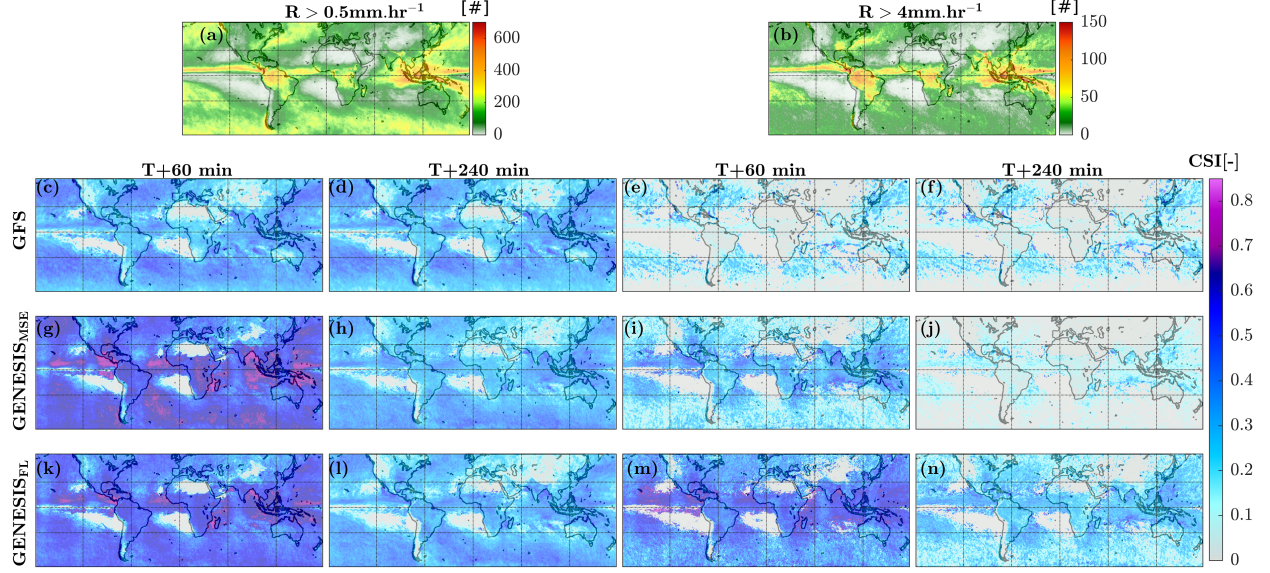 R > 0.5mm.hr⁻¹ [#]
R > 4mm.hr⁻¹ [#]
(a)
600
400
200
0
(b)
150
100
50
0
T+60 min T+240 min T+60 min T+240 min
CSI[-]
GFS
(c) (d) (e) (f)
GENESIS_MSE
(g) (h) (i) (j)
GENESIS_FL
(k) (l) (m) (n)
0.8
0.7
0.6
0.5
0.4
0.3
0.2
0.1
0